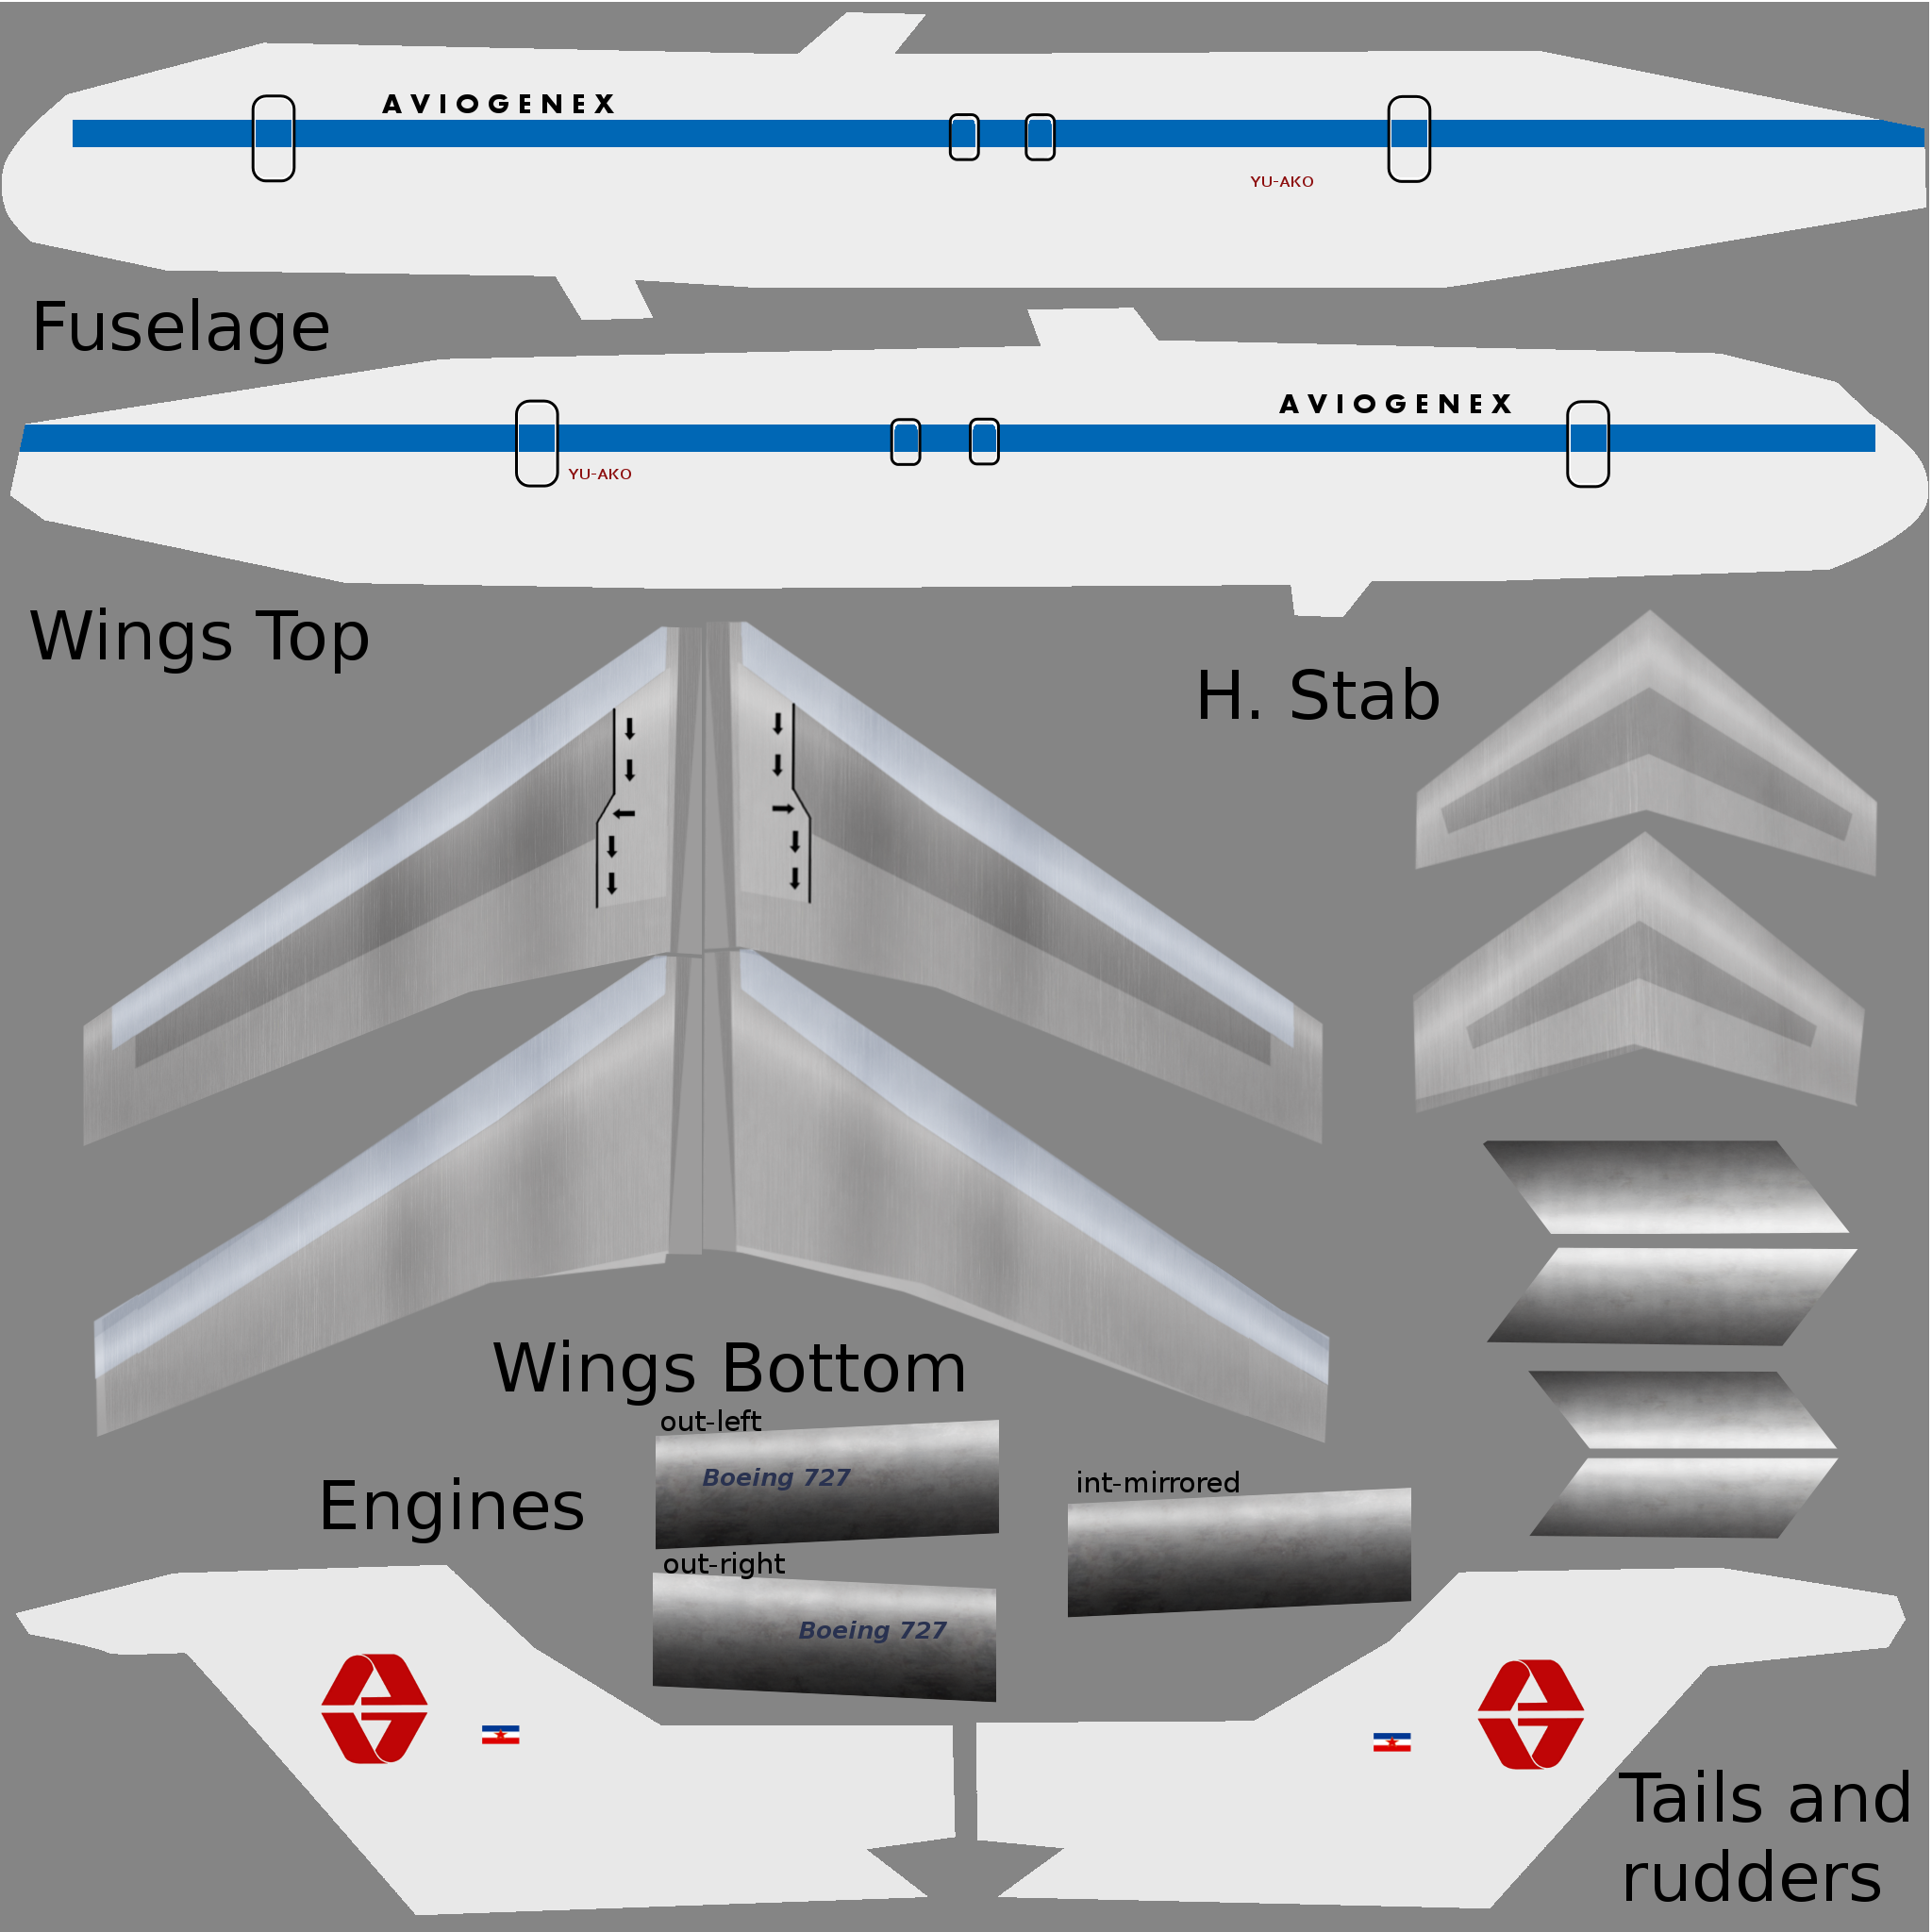 AVIOGENEX
YU-AKO
Fuselage
AVIOGENEX
YU-AKO
Wings Top
H. Stab
Wings Bottom
out-left
Boeing 727
Engines
int-mirrored
out-right
Boeing 727
Tails and
rudders